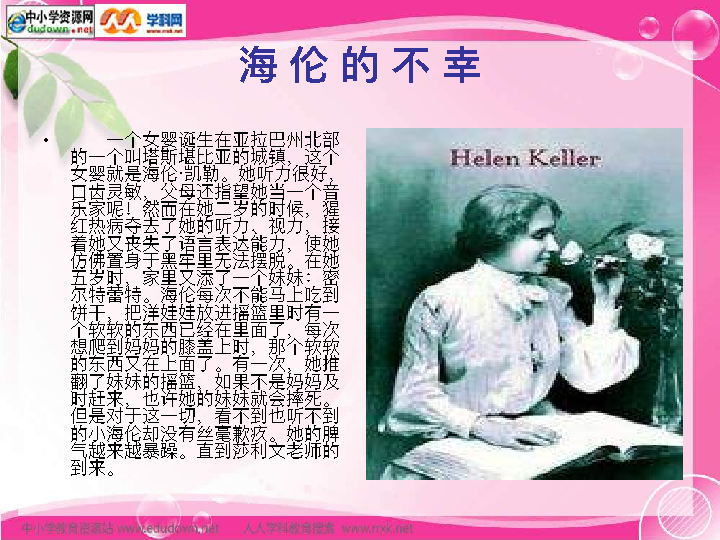 中小学资源网
edudown.net
学科网
www.nxk.net
海伦的不幸
• 一个女婴诞生在亚拉巴州北部
的一个叫塔斯堪比亚的城镇，这个
女婴就是海伦·凯勒。她听力很好，
口齿灵敏，父母还指望她当一个音
乐家呢！然而在她二岁的时候，猩
红热病夺去了她的听力、视力，接
着她又丧失了语言表达能力，使她
仿佛置身于黑牢里无法摆脱。在她
五岁时，家里又添了一个妹妹：密
尔特蕾特。海伦每次不能马上吃到
饼干，把洋娃娃放进摇篮里时有一
个软软的东西已经在里面了，每次
想爬到妈妈的膝盖上时，那个软软
的东西又在上面了。有一次，她推
翻了妹妹的摇篮，如果不是妈妈及
时赶来，也许她的妹妹就会摔死。
但是对于这一切，看不到也听不到
的小海伦却没有丝毫歉疚。她的脾
气越来越暴躁。直到莎利文老师的
到来。
Helen Keller
中小学教育资源站 www.edudown.net 人人学科教育搜索 www.nxk.net